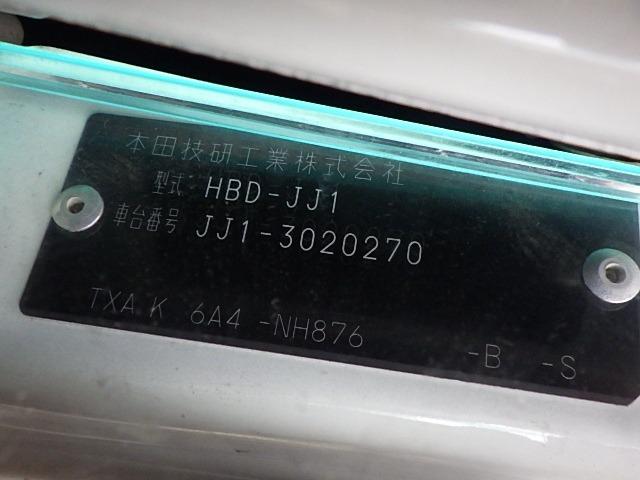 本田技研工業株式会社
型式 HBD-JJ1
車台番号 JJ1-3020270
TXA K 6A4 -NH876 -B -S